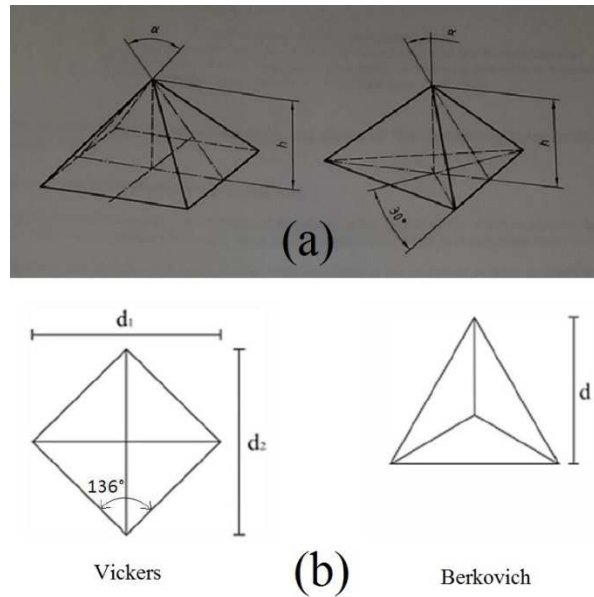 α
α
h
h
30°
(a)
d₁
d₂
136°
d
Vickers
Berkovich
(b)